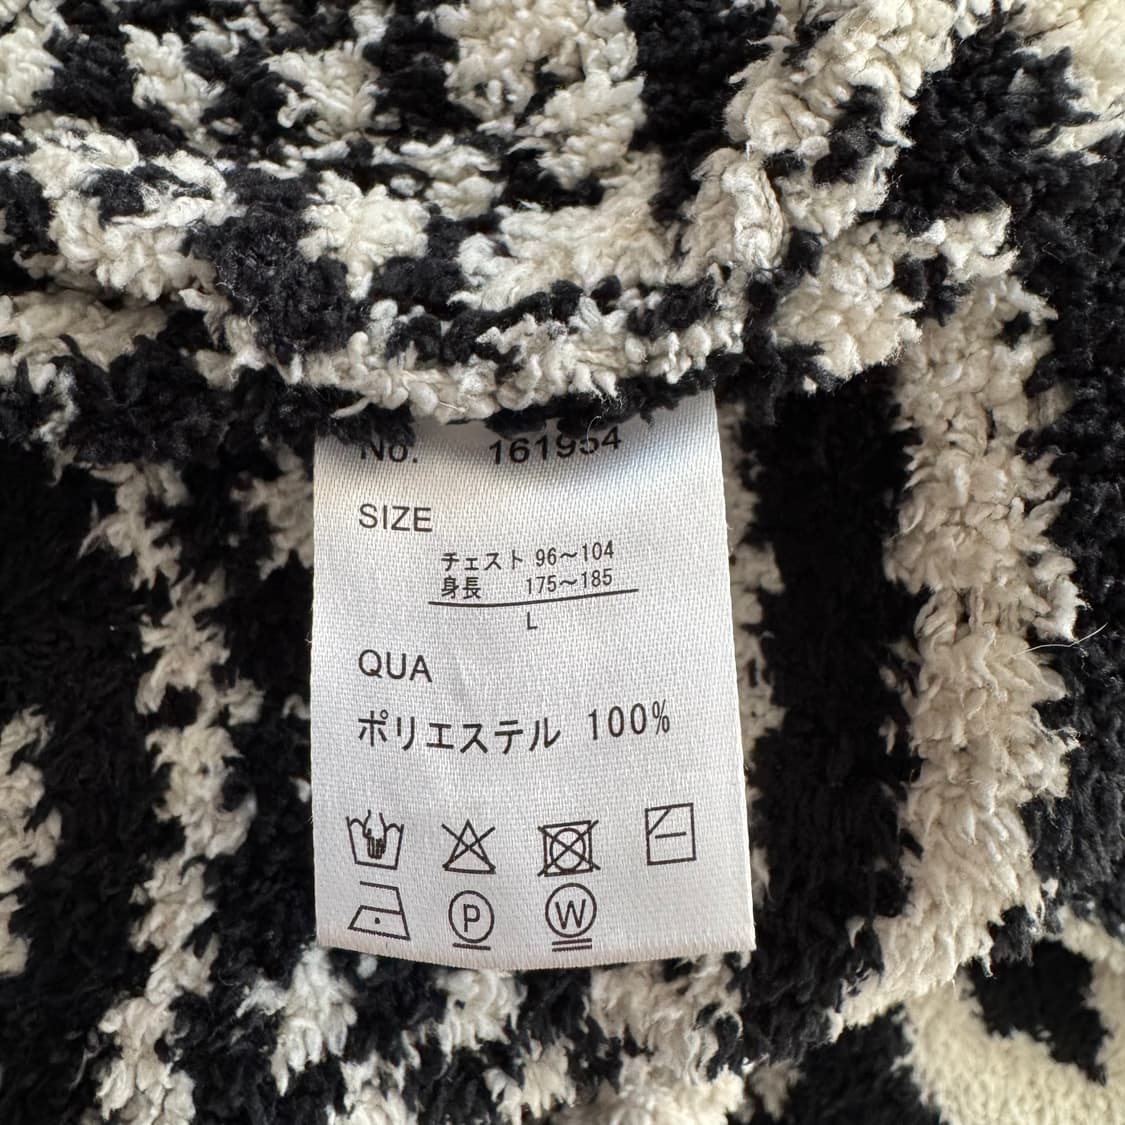 No. 161954
SIZE
チェスト 96～104
身長 175～185
L
QUA
ポリエステル 100%
P W